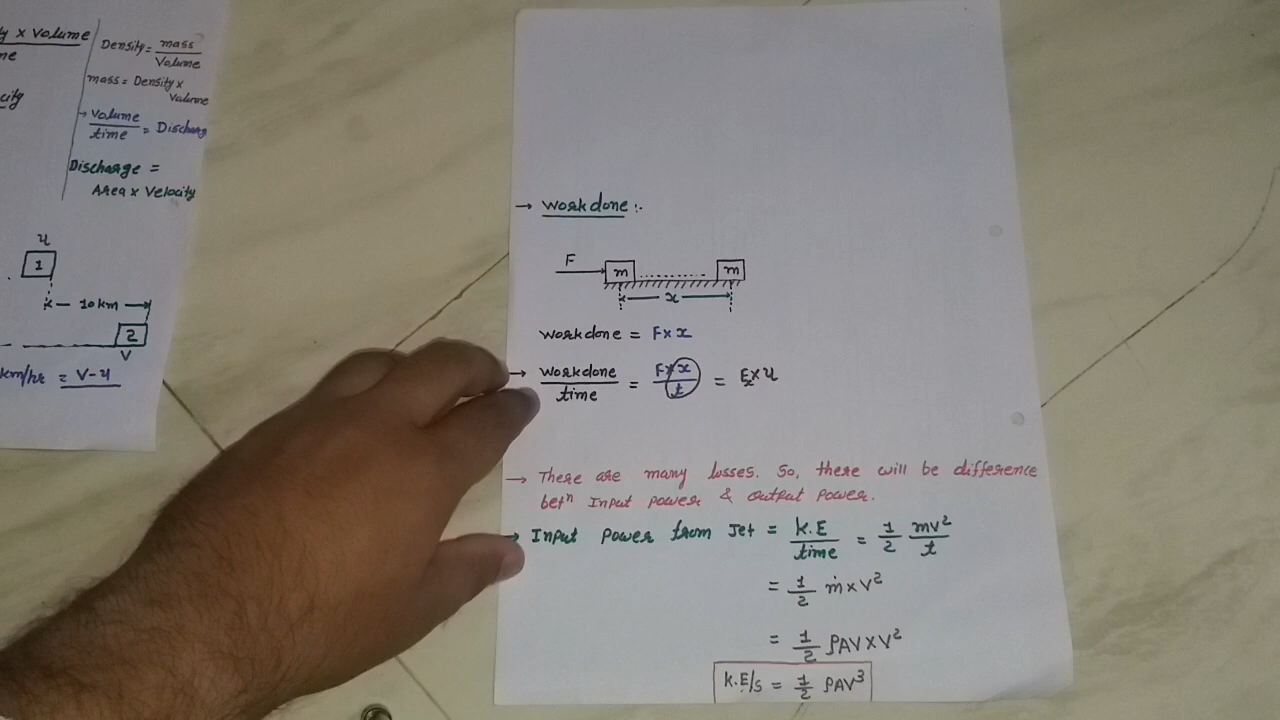 y x Volume
me
city
Density = mass
Volume
mass = Density x
Volume
→ Volume
time = Discharg
Discharge =
Area x Velocity
u
1
10 km
2
V
km/hr = V-u
→ Workdone :-
F
m m
x
Workdone = F x x
→ Workdone
time = F x x
t = Fx x u
→ There are many losses. So, there will be difference
betn Input power & output power.
→ Input power from Jet = K.E
time = 1
2 mv²
t
= 1
2 ṁ x V²
= 1
2 ρAV x V²
K.E/s = 1
2 ρAV³